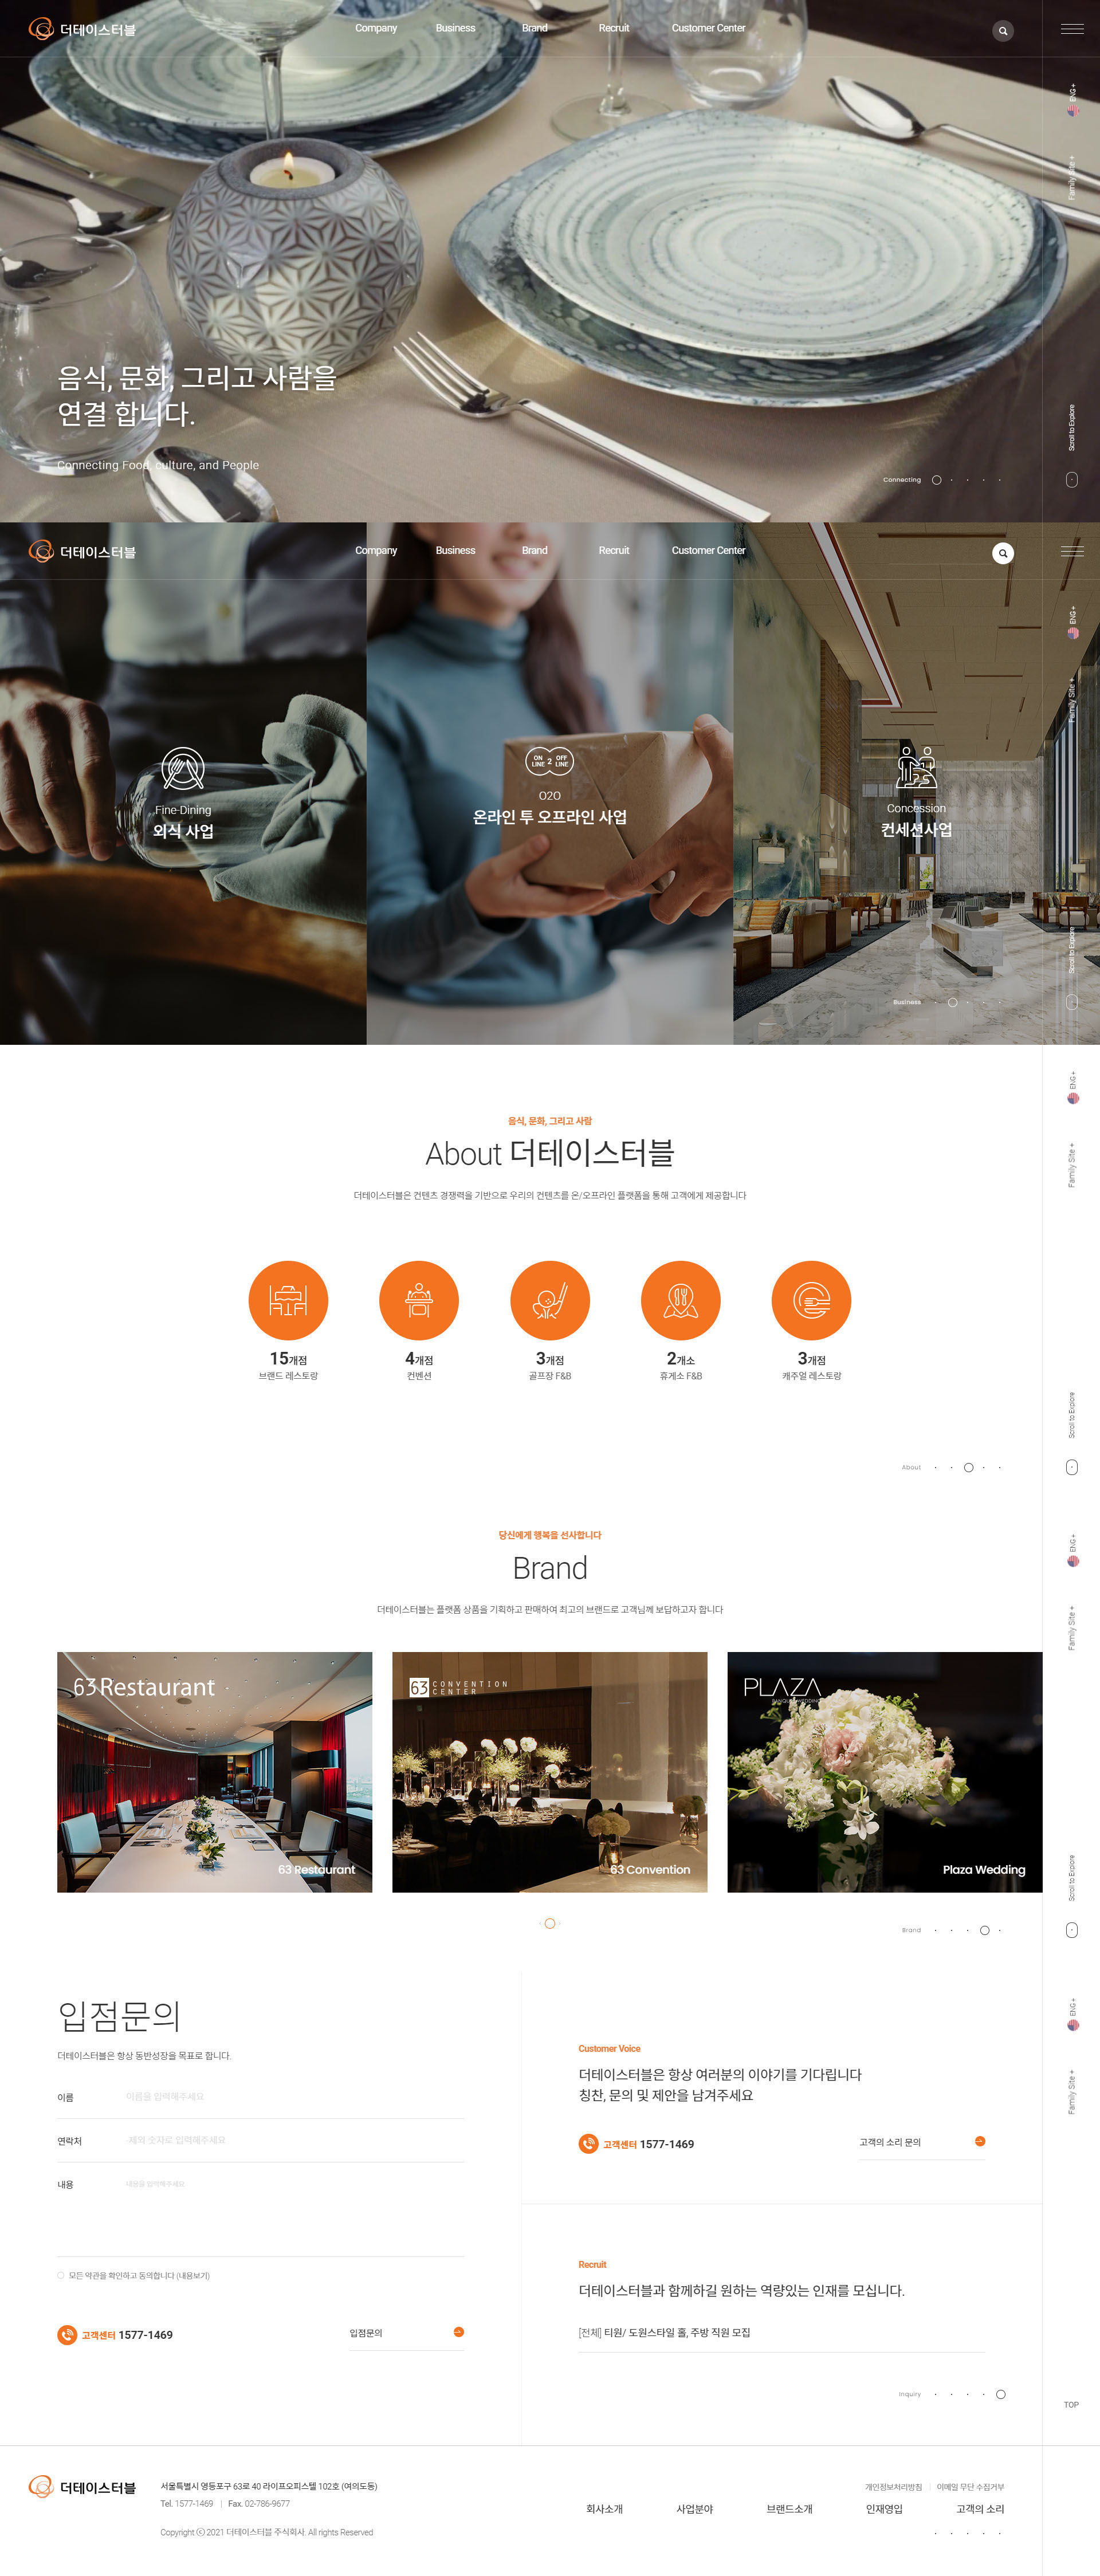 더테이스터블
Company Business Brand Recruit Customer Center
ENG +
Family Site +
음식, 문화, 그리고 사람을
연결 합니다.
Connecting Food, culture, and People
Scroll to Explore
Connecting
더테이스터블
Company Business Brand Recruit Customer Center
ENG +
Family Site +
Fine-Dining
외식 사업
ON LINE 2 OFF LINE
O2O
온라인 투 오프라인 사업
Concession
컨세션사업
Scroll to Explore
Business
ENG +
Family Site +
음식, 문화, 그리고 사람
About 더테이스터블
더테이스터블은 컨텐츠 경쟁력을 기반으로 우리의 컨텐츠를 온/오프라인 플랫폼을 통해 고객에게 제공합니다
15개점 4개점 3개점 2개소 3개점
브랜드 레스토랑 컨벤션 골프장 F&B 휴게소 F&B 캐주얼 레스토랑
Scroll to Explore
About
당신에게 행복을 선사합니다
Brand
더테이스터블는 플랫폼 상품을 기획하고 판매하여 최고의 브랜드로 고객님께 보답하고자 합니다
ENG +
Family Site +
63 Restaurant
63 CONVENTION CENTER
PLAZA
63 Restaurant
63 Convention
Plaza Wedding
Scroll to Explore
Brand
입점문의
더테이스터블은 항상 동반성장을 목표로 합니다.
이름 이름을 입력해주세요
연락처 -제외 숫자로 입력해주세요
내용 내용을 입력해주세요
모든 약관을 확인하고 동의합니다 (내용보기)
고객센터 1577-1469
입점문의
ENG +
Family Site +
Customer Voice
더테이스터블은 항상 여러분의 이야기를 기다립니다
칭찬, 문의 및 제안을 남겨주세요
고객센터 1577-1469
고객의 소리 문의
Recruit
더테이스터블과 함께하길 원하는 역량있는 인재를 모십니다.
[전체] 티원/ 도원스타일 홀, 주방 직원 모집
Inquiry
TOP
더테이스터블
서울특별시 영등포구 63로 40 라이프오피스텔 102호 (여의도동)
Tel. 1577-1469 | Fax. 02-786-9677
Copyright ⓒ 2021 더테이스터블 주식회사. All rights Reserved
개인정보처리방침 | 이메일 무단 수집거부
회사소개 사업분야 브랜드소개 인재영입 고객의 소리